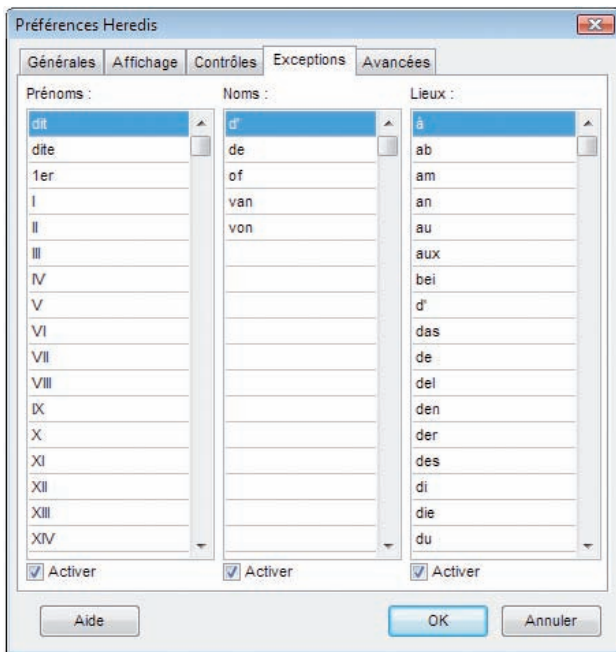 Préférences Heredis
Générales Affichage Contrôles Exceptions Avancées
Prénoms : Noms : Lieux :
dit d' à
dite de ab
1er of am
I van an
II von au
III aux
IV bei
V d'
VI das
VII de
VIII del
IX den
X der
XI des
XII di
XIII die
XIV du
Activer Activer Activer
Aide OK Annuler